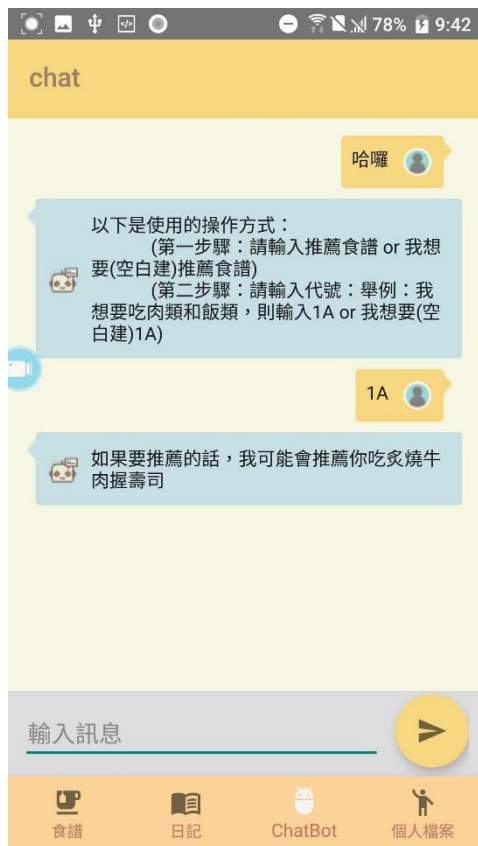 78% 9:42
chat
哈囉
以下是使用的操作方式：
(第一步驟：請輸入推薦食譜 or 我想
要(空白建)推薦食譜)
(第二步驟：請輸入代號：舉例：我
想要吃肉類和飯類，則輸入1A or 我想要(空
白建)1A)
1A
如果要推薦的話，我可能會推薦你吃炙燒牛
肉握壽司
輸入訊息
食譜 日記 ChatBot 個人檔案